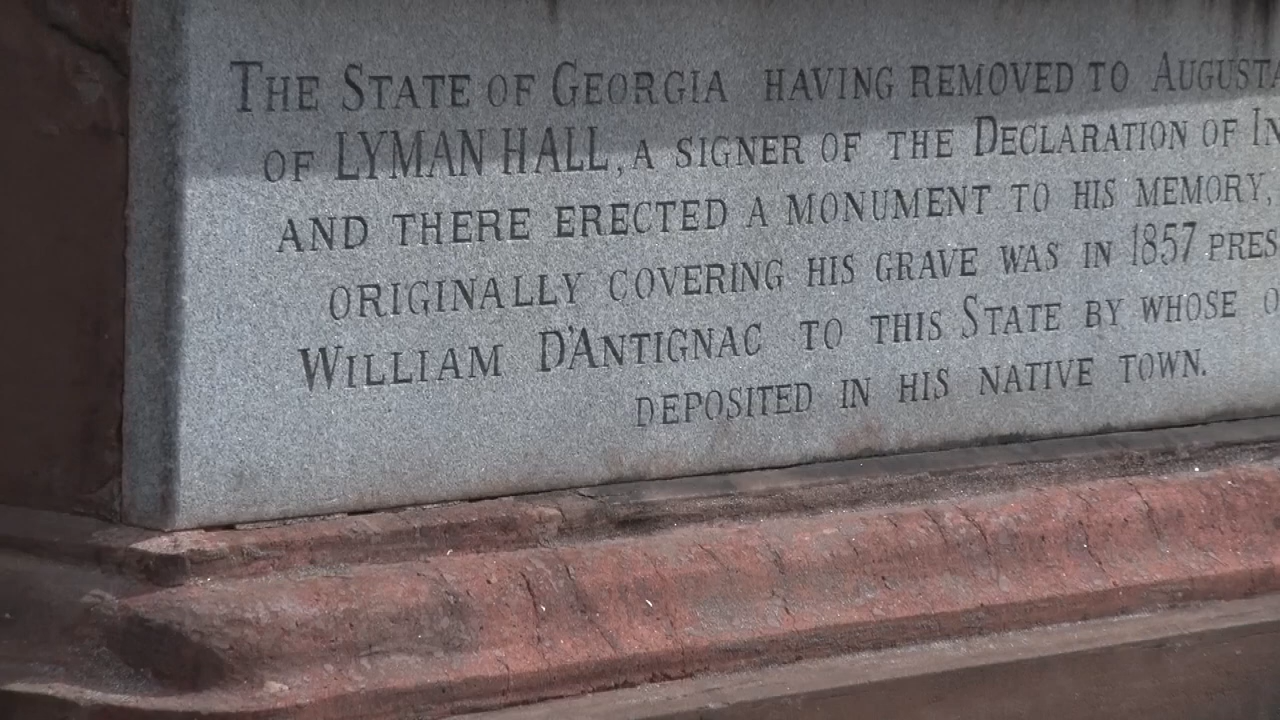 THE STATE OF GEORGIA HAVING REMOVED TO AUGUSTA
OF LYMAN HALL, A SIGNER OF THE DECLARATION OF IN
AND THERE ERECTED A MONUMENT TO HIS MEMORY,
ORIGINALLY COVERING HIS GRAVE WAS IN 1857 PRES
WILLIAM D'ANTIGNAC TO THIS STATE BY WHOSE O
DEPOSITED IN HIS NATIVE TOWN.